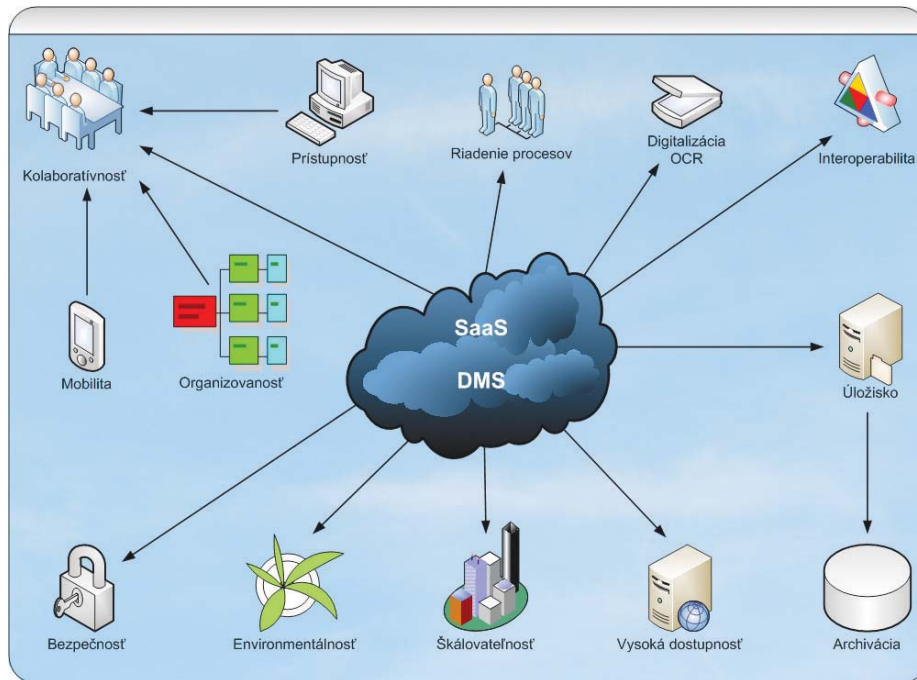 Kolaboratívnosť
Prístupnosť
Riadenie procesov
Digitalizácia
OCR
Interoperabilita
Mobilita
Organizovanosť
SaaS
DMS
Úložisko
Bezpečnosť
Environmentálnosť
Škálovateľnosť
Vysoká dostupnosť
Archivácia